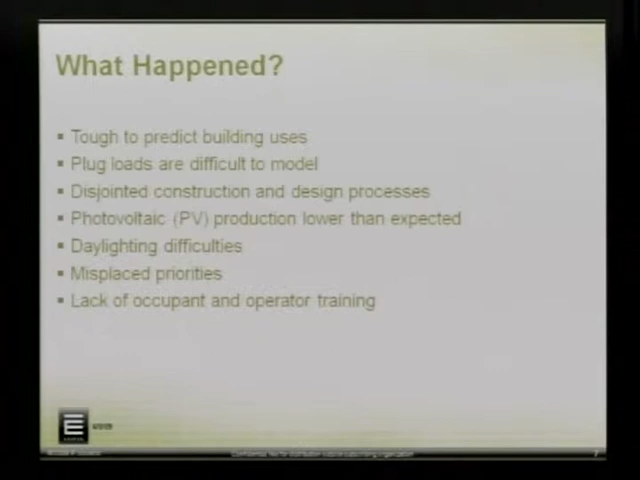 What Happened?
▪ Tough to predict building uses
▪ Plug loads are difficult to model
▪ Disjointed construction and design processes
▪ Photovoltaic (PV) production lower than expected
▪ Daylighting difficulties
▪ Misplaced priorities
▪ Lack of occupant and operator training